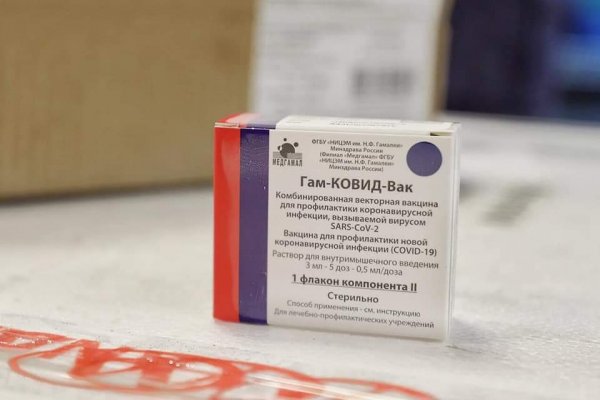 ФГБУ «НИЦЭМ им. Н.Ф. Гамалеи»
Минздрава России
(Филиал «Медгамал» ФГБУ
«НИЦЭМ им. Н.Ф. Гамалеи»
Минздрава России)
МЕДГАМАЛ
Гам-КОВИД-Вак
Комбинированная векторная вакцина
для профилактики коронавирусной
инфекции, вызываемой вирусом
SARS-CoV-2
Вакцина для профилактики новой
коронавирусной инфекции (COVID-19)
Раствор для внутримышечного введения
3 мл - 5 доз - 0,5 мл/доза
1 флакон компонента II
Стерильно
Способ применения - см. инструкцию
Для лечебно-профилактических учреждений